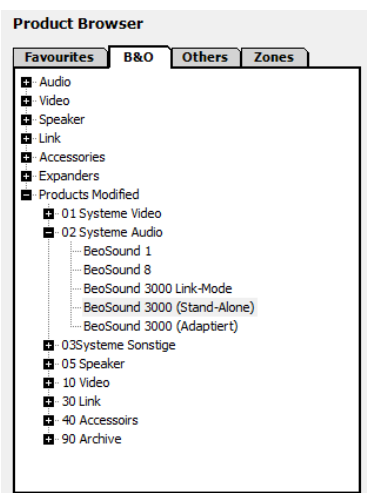 Product Browser
Favourites B&O Others Zones
Audio
Video
Speaker
Link
Accessories
Expanders
Products Modified
01 Systeme Video
02 Systeme Audio
BeoSound 1
BeoSound 8
BeoSound 3000 Link-Mode
BeoSound 3000 (Stand-Alone)
BeoSound 3000 (Adaptiert)
03Systeme Sonstige
05 Speaker
10 Video
30 Link
40 Accessoirs
90 Archive